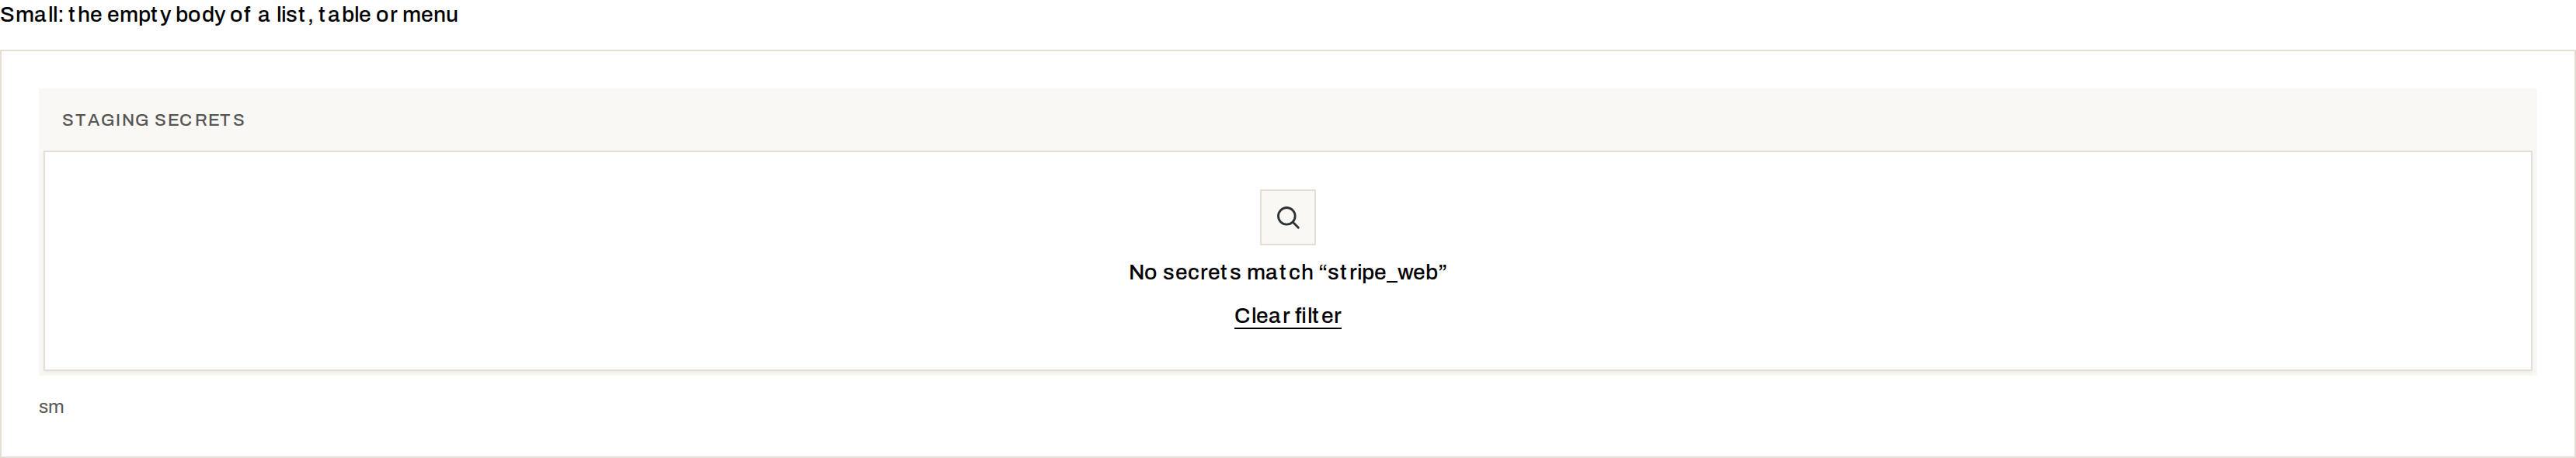 Small: the empty body of a list, table or menu
STAGING SECRETS
No secrets match “stripe_web”
Clear filter
sm